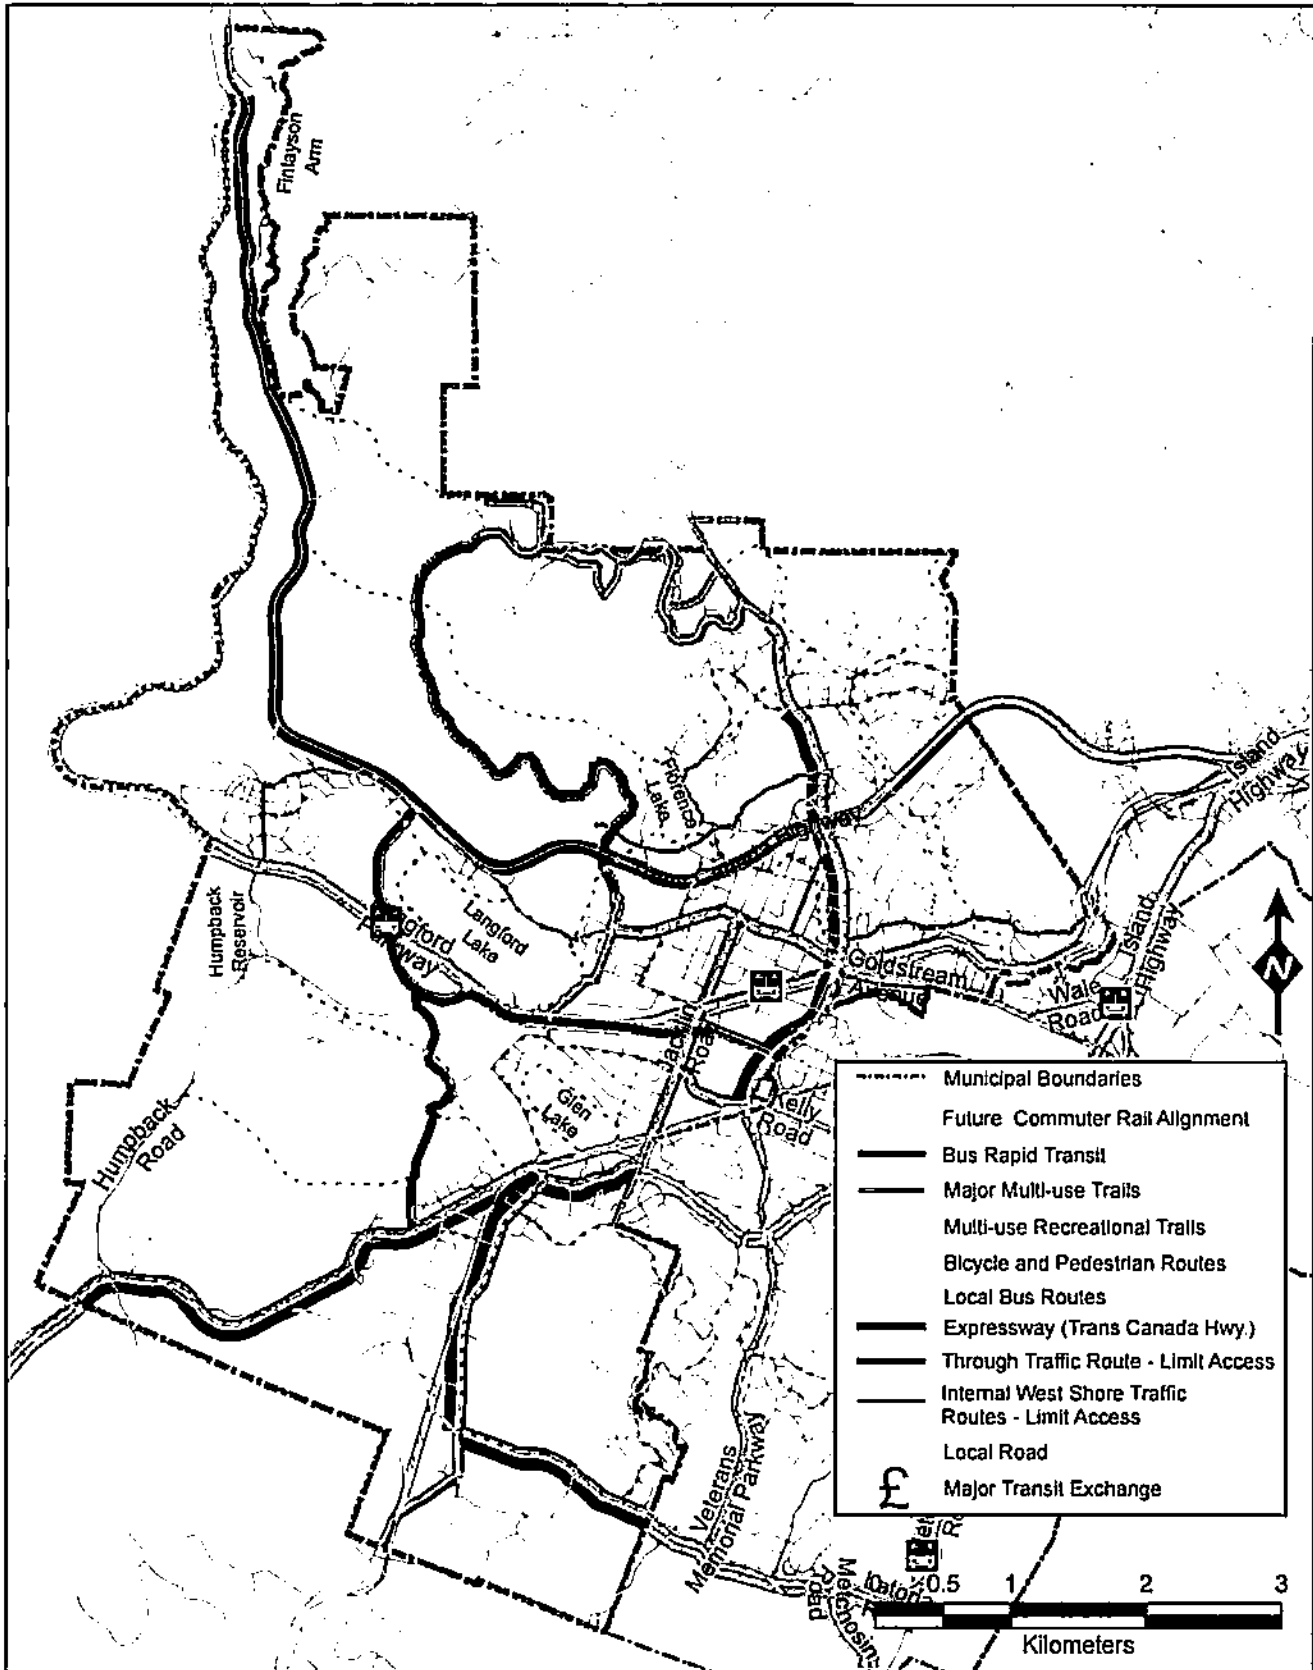 Finlayson
Arm
Florence
Lake
Highway
Island
Highway
Island
Highway
Humpback
Reservoir
Langford
Parkway
Langford
Lake
Goldstream
Avenue
Wale
Road
Jacklin
Road
Glen
Lake
Kelly
Road
Humpback
Road
Veterans
Memorial Parkway
Metchosin
Road
Municipal Boundaries
Future Commuter Rail Alignment
Bus Rapid Transit
Major Multi-use Trails
Multi-use Recreational Trails
Bicycle and Pedestrian Routes
Local Bus Routes
Expressway (Trans Canada Hwy.)
Through Traffic Route - Limit Access
Internal West Shore Traffic
Routes - Limit Access
Local Road
£ Major Transit Exchange
N
0.5 1 2 3
Kilometers